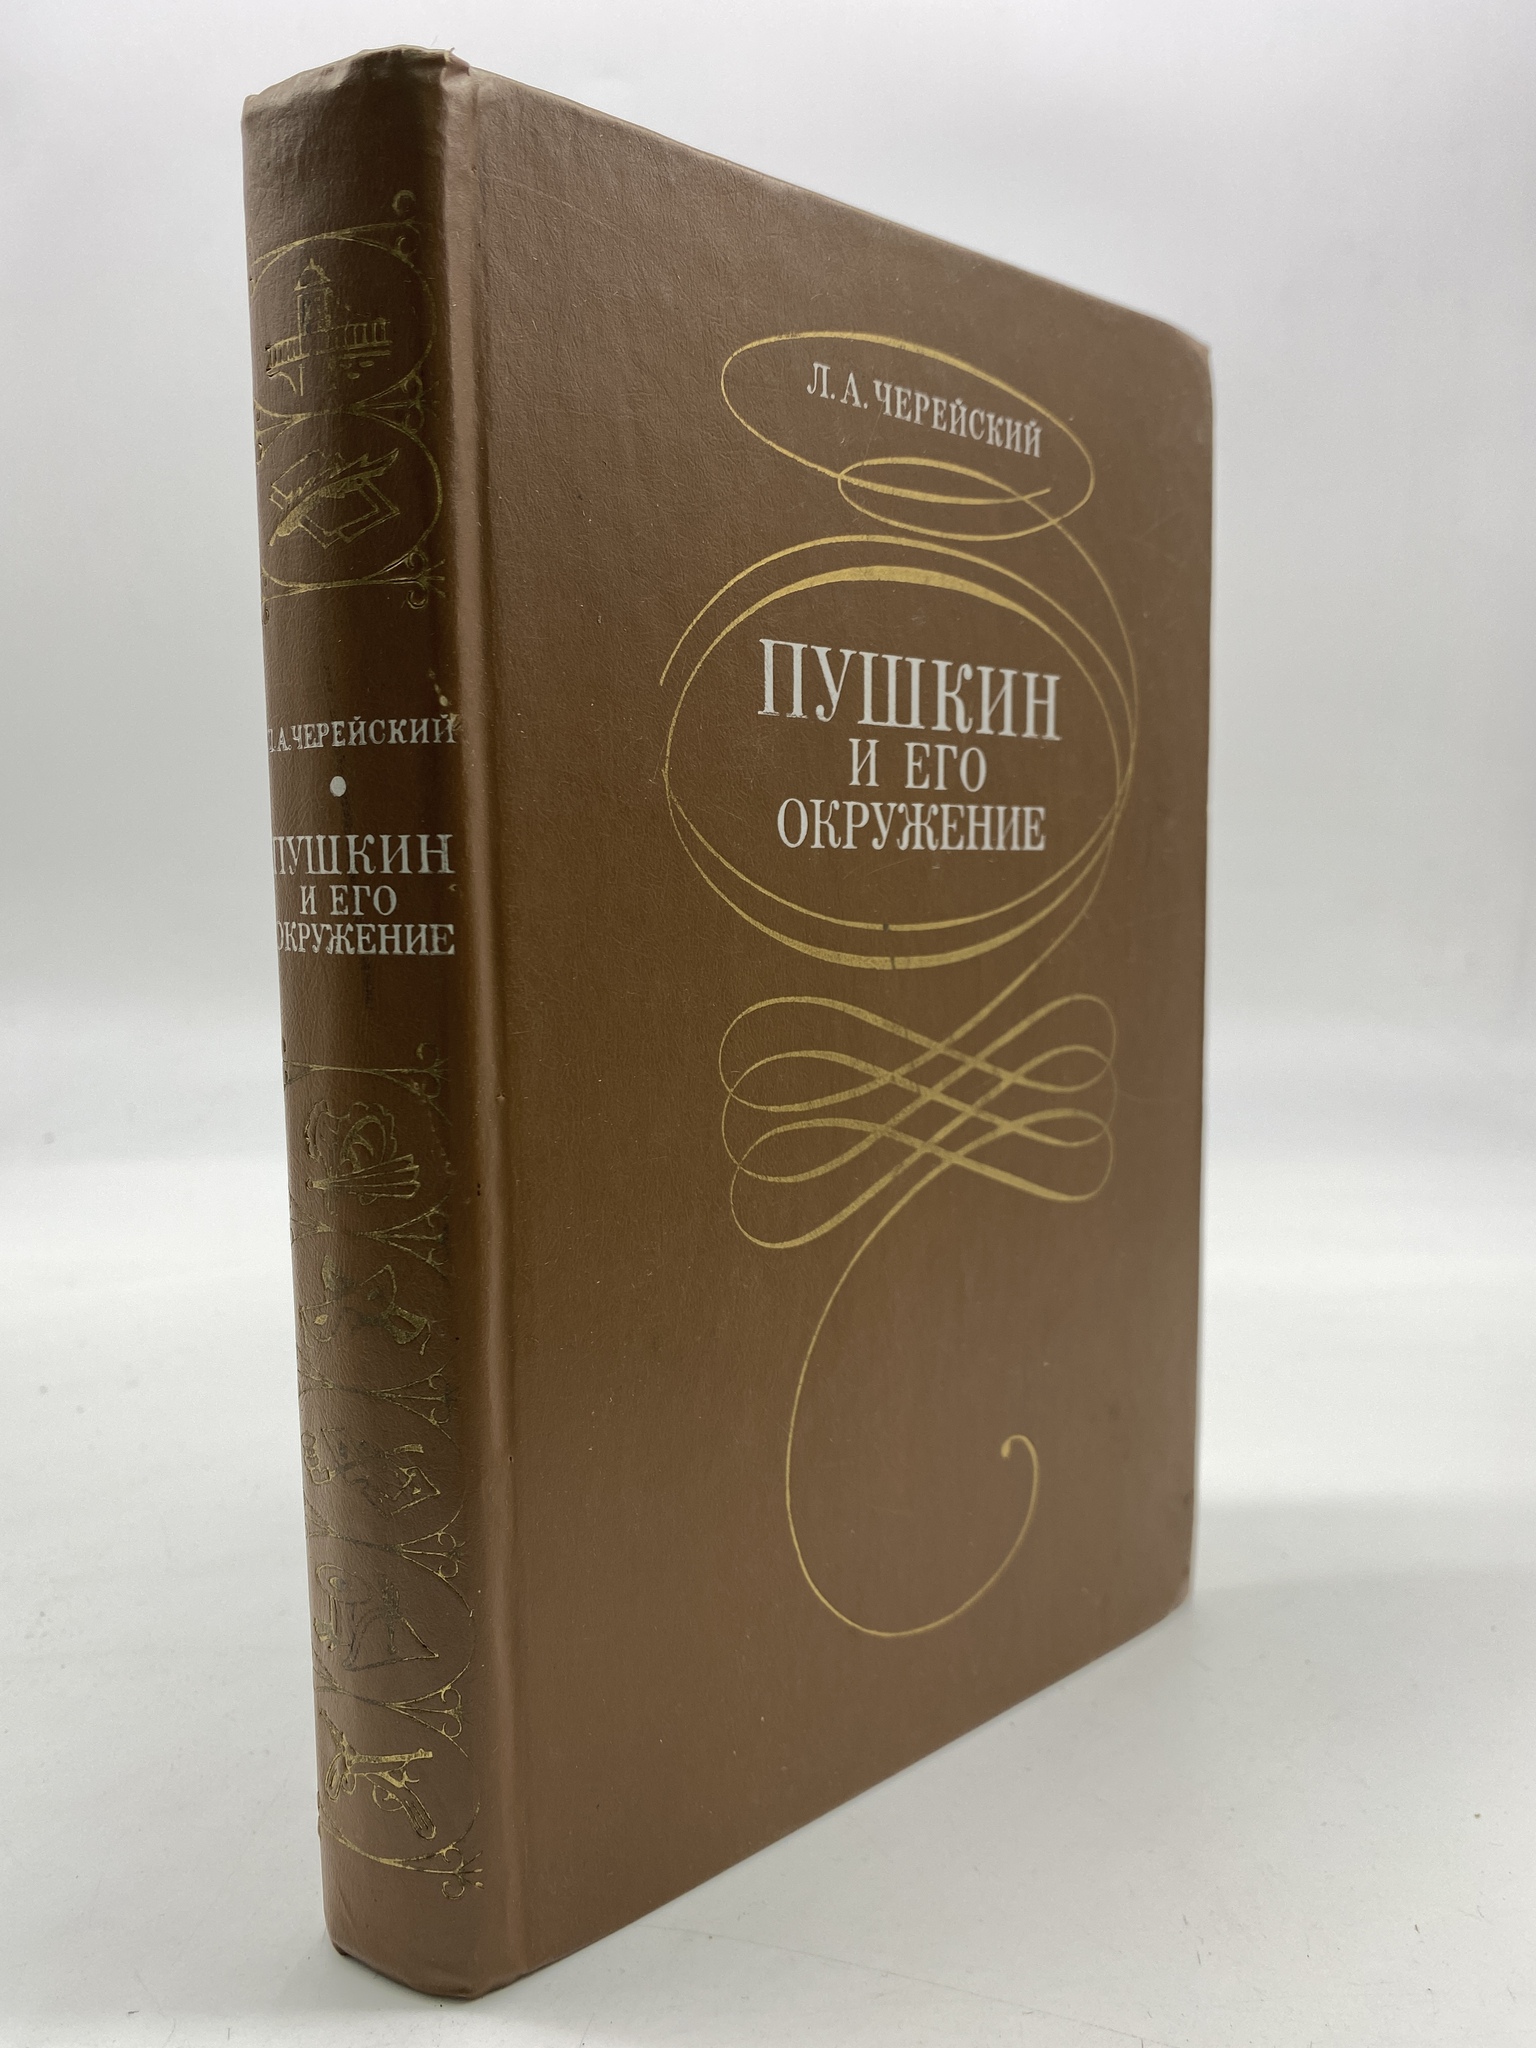 Л. А. ЧЕРЕЙСКИЙ
ПУШКИН
И ЕГО
ОКРУЖЕНИЕ
Л. А. ЧЕРЕЙСКИЙ
ПУШКИН
И ЕГО
ОКРУЖЕНИЕ